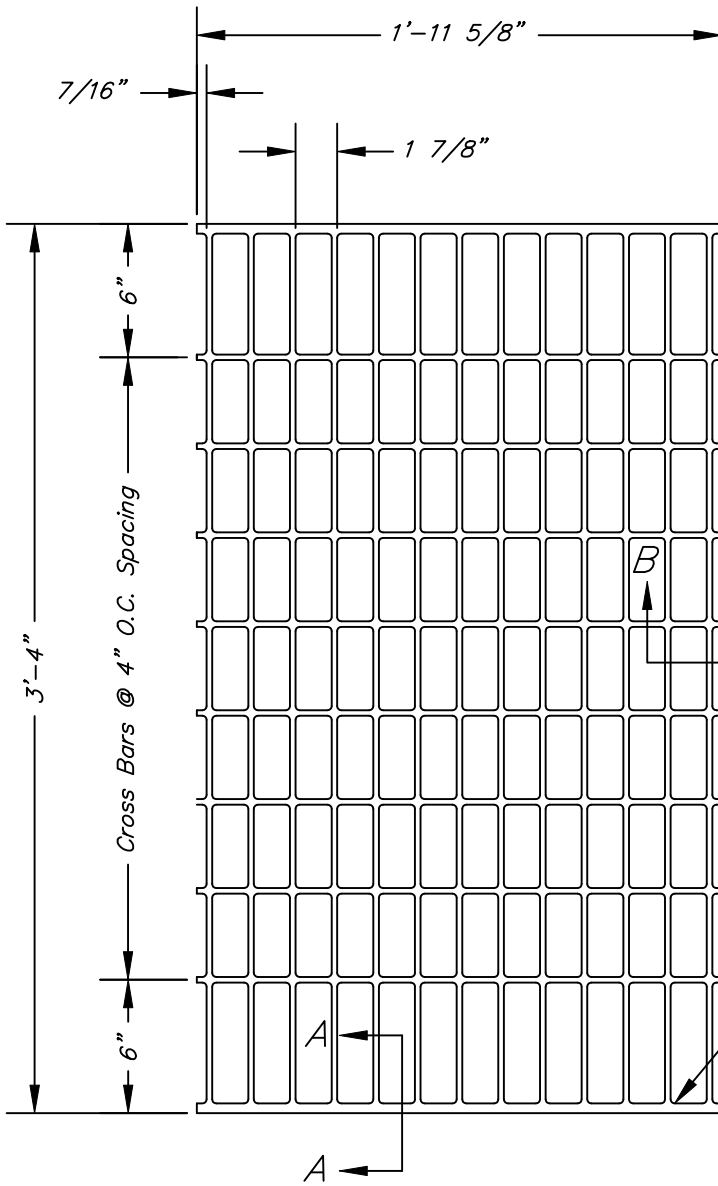 1'-11 5/8"
7/16"
1 7/8"
6"
Cross Bars @ 4" O.C. Spacing
3'-4"
B
6"
A
A